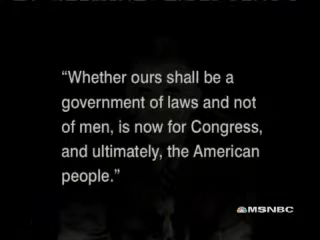 “Whether ours shall be a
government of laws and not
of men, is now for Congress,
and ultimately, the American
people.”
MSNBC